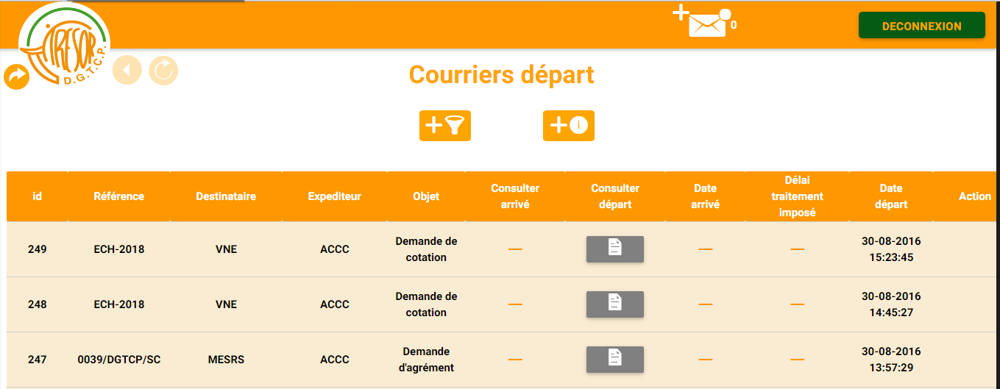 TRESOR
D.G.T.C.P.
0
DECONNEXION
Courriers départ
i
id Référence Destinataire Expediteur Objet Consulter arrivé Consulter départ Date arrivé Délai traitement imposé Date départ Action
249 ECH-2018 VNE ACCC Demande de cotation — — — 30-08-2016 15:23:45
248 ECH-2018 VNE ACCC Demande de cotation — — — 30-08-2016 14:45:27
247 0039/DGTCP/SC MESRS ACCC Demande d'agrément — — — 30-08-2016 13:57:29